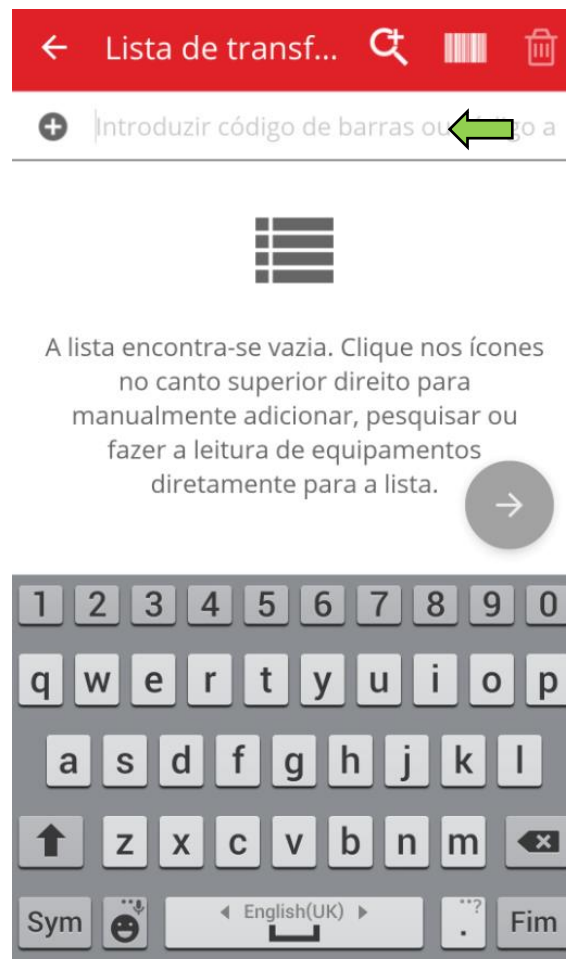 Lista de transf...
Introduzir código de barras ou go a
A lista encontra-se vazia. Clique nos ícones
no canto superior direito para
manualmente adicionar, pesquisar ou
fazer a leitura de equipamentos
diretamente para a lista.
1 2 3 4 5 6 7 8 9 0
q w e r t y u i o p
a s d f g h j k l
z x c v b n m
Sym English(UK) . ...? Fim